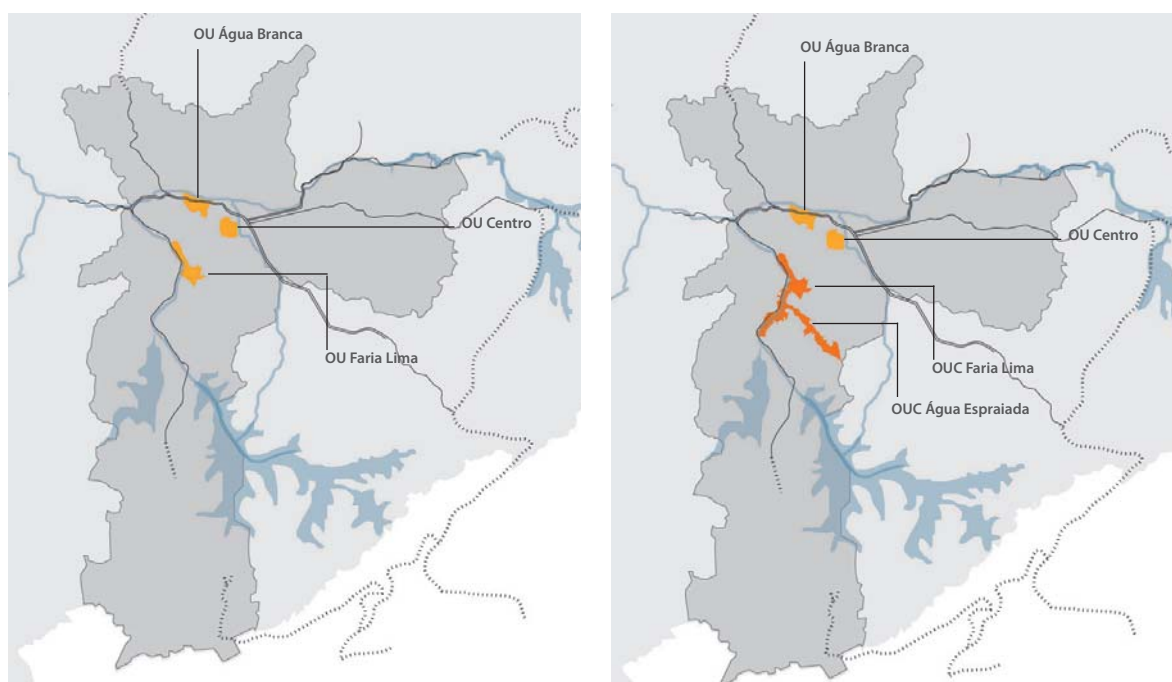 OU Água Branca
OU Centro
OU Faria Lima
OU Água Branca
OU Centro
OUC Faria Lima
OUC Água Espraiada